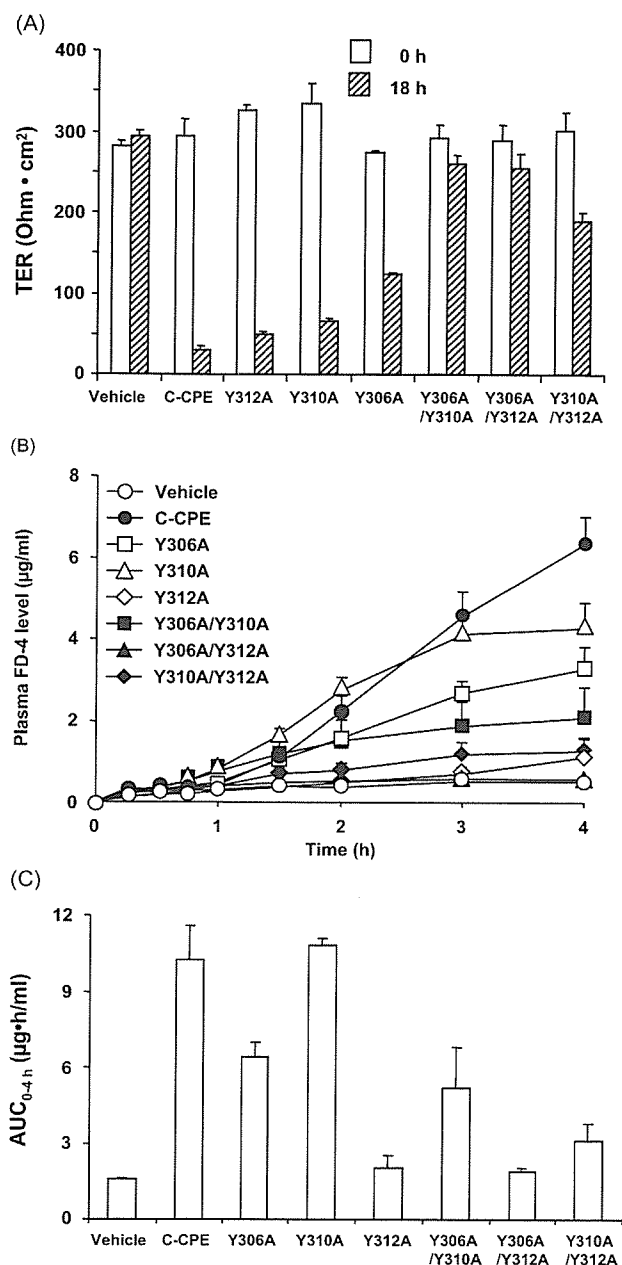 (A)
0 h
18 h
TER (Ohm • cm²)
400
300
200
100
0
Vehicle C-CPE Y312A Y310A Y306A Y306A Y306A Y310A
/Y310A /Y312A /Y312A
(B)
Plasma FD-4 level (μg/ml)
8
6
4
2
0
Vehicle
C-CPE
Y306A
Y310A
Y312A
Y306A/Y310A
Y306A/Y312A
Y310A/Y312A
0 1 2 3 4
Time (h)
(C)
AUC0-4 h (μg•h/ml)
12
9
6
3
0
Vehicle C-CPE Y306A Y310A Y312A Y306A Y306A Y310A
/Y310A /Y312A /Y312A